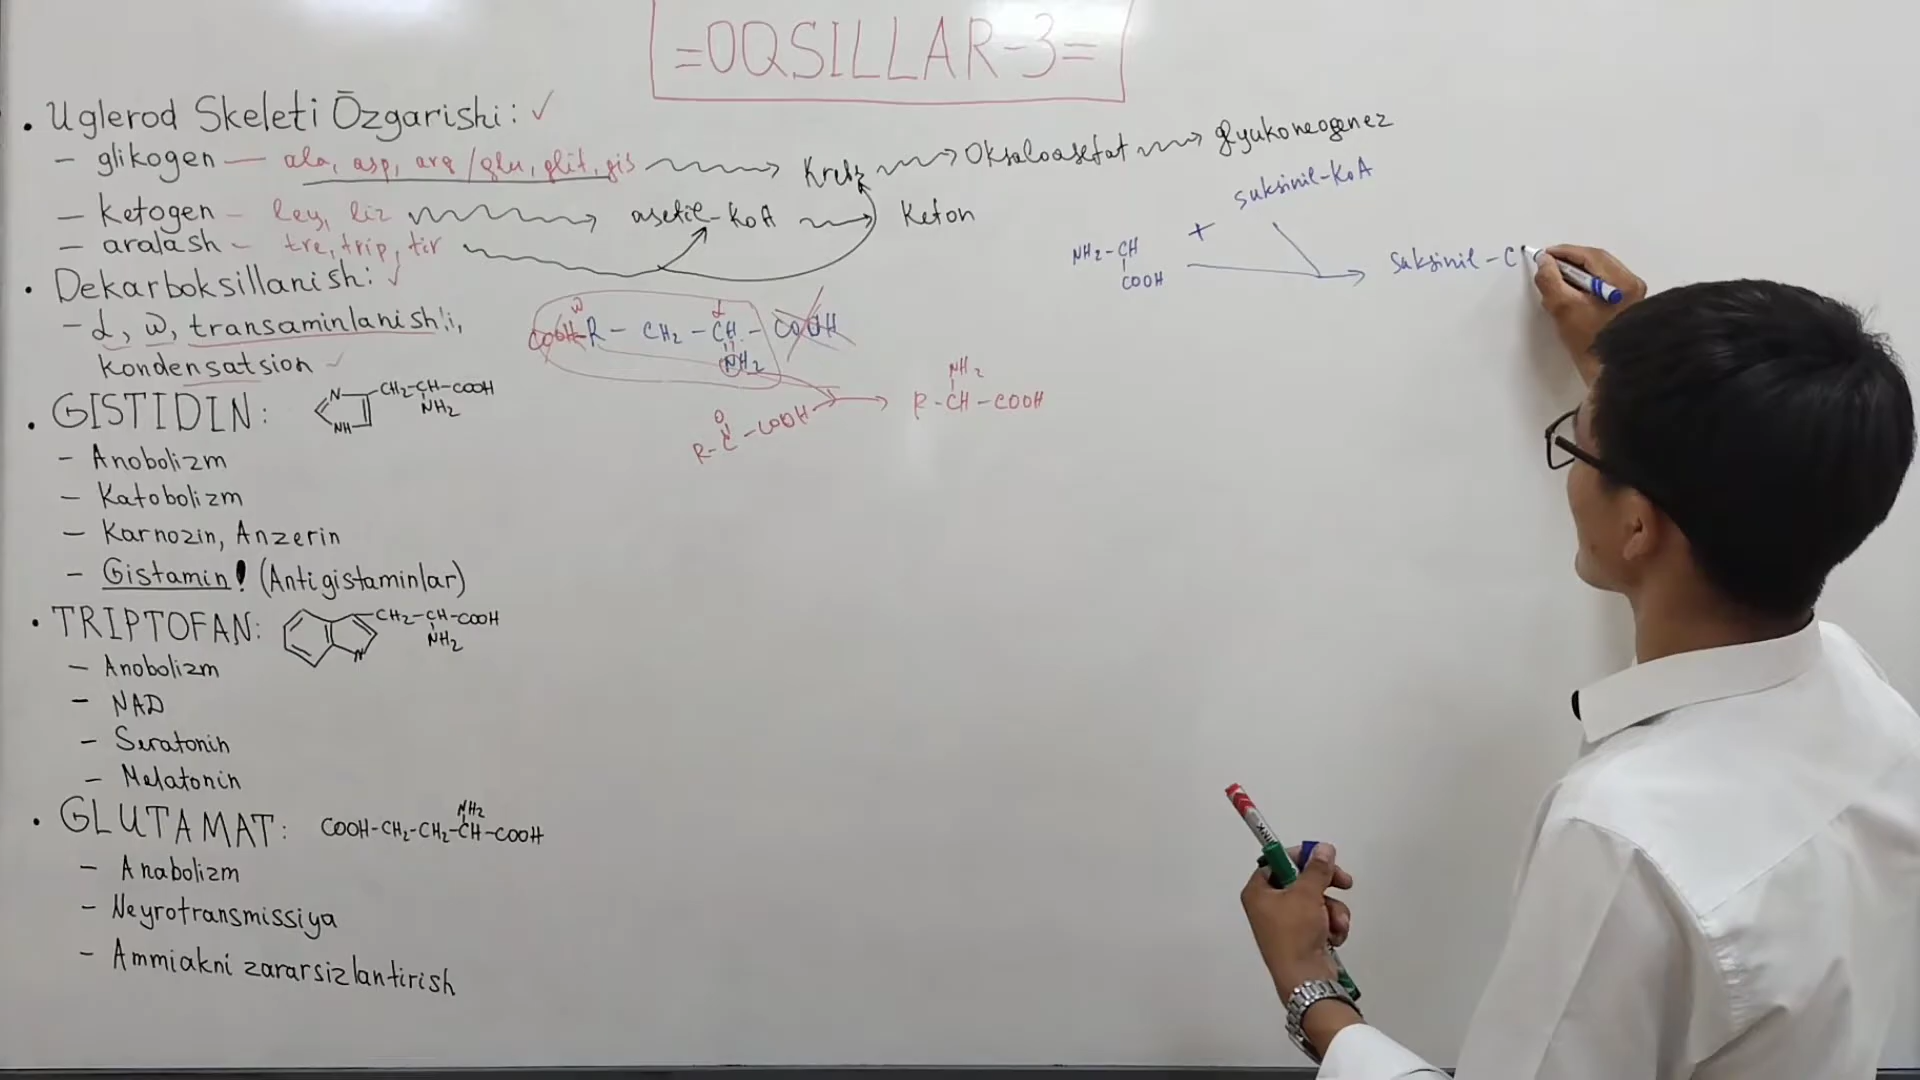 =OQSILLAR-3=
• Uglerod Skeleti Ōzgarishi: ✓
- glikogen — ala, asp, arg/glu, glit, gis → Krebs → Oksaloasetat → glyukoneogenez
- Ketogen - ley, liz → asetil-KoA → Keton
- aralash - tre, trip, tir
• Dekarboksillanish: ✓
- α, ω, transaminlanish!i,
kondensatsion ✓
ω α
COOH-R - CH2 - CH - COOH
NH2
O
R-C-COOH
NH2
R-CH-COOH
suksinil-KoA
+
NH2-CH
COOH
Suksinil-C
• GISTIDIN:
N
NH
CH2-CH-COOH
NH2
- Anobolizm
- Katobolizm
- Karnozin, Anzerin
- Gistamin! (Antigistaminlar)
• TRIPTOFAN:
CH2-CH-COOH
NH2
N
- Anobolizm
- NAD
- Seratonin
- Melatonin
• GLUTAMAT:
NH2
COOH-CH2-CH2-CH-COOH
- Anabolizm
- Neyrotransmissiya
- Ammiakni zararsizlantirish